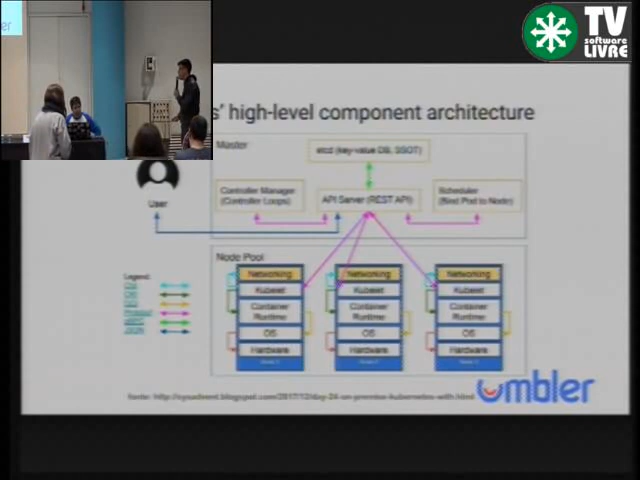 er
TV
software
LIVRE
s' high-level component architecture
Master
etcd (key-value DB, SSOT)
Controller Manager
(Controller Loops)
API Server (REST API)
Scheduler
(Bind Pod to Node)
User
Node Pool
Legend:
Networking
Kubelet
Container
Runtime
OS
Hardware
Networking
Kubelet
Container
Runtime
OS
Hardware
Networking
Kubelet
Container
Runtime
OS
Hardware
umbler